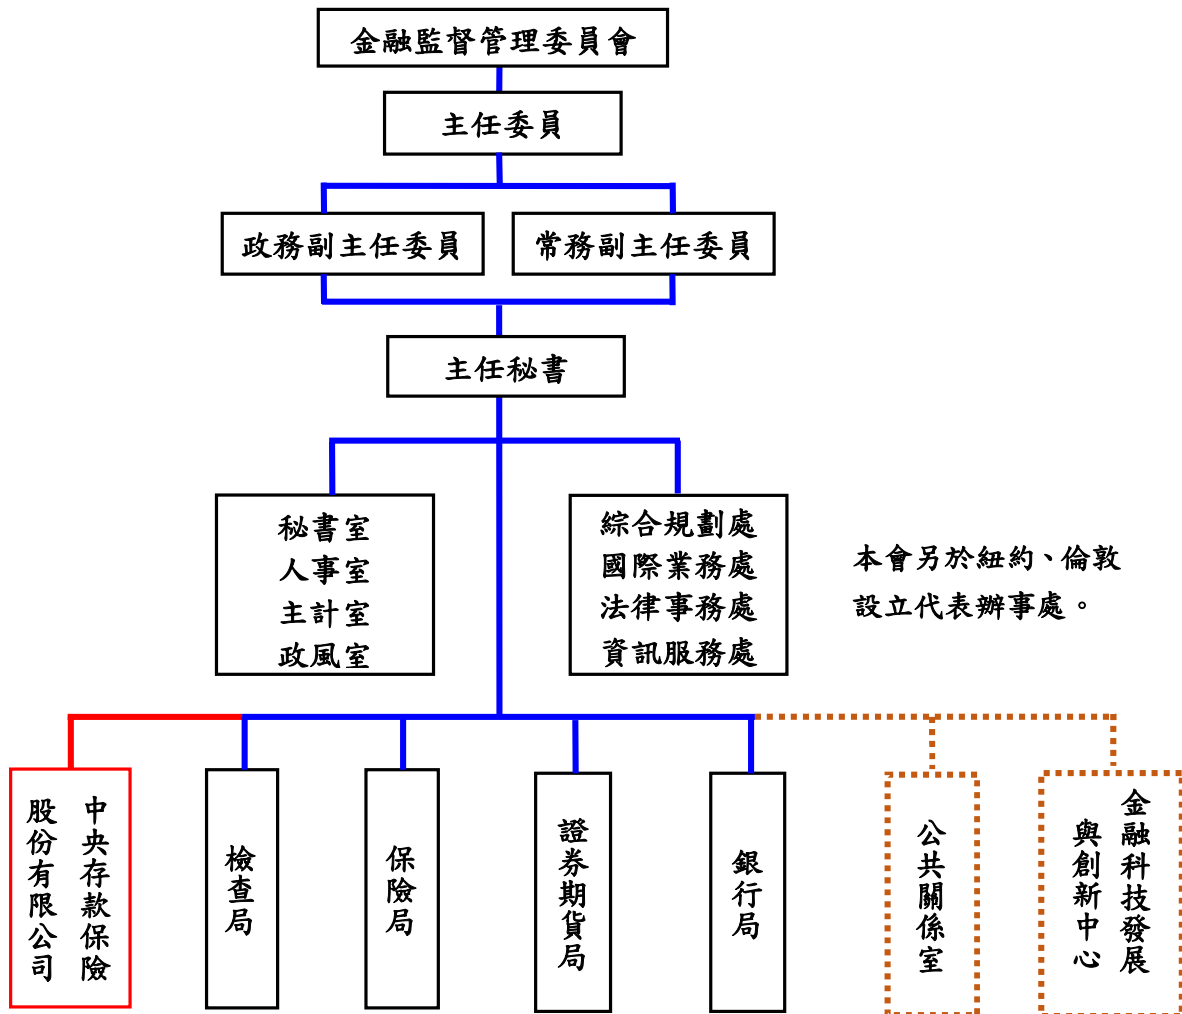 金融監督管理委員會
主任委員
政務副主任委員
常務副主任委員
主任秘書
秘書室
人事室
主計室
政風室
綜合規劃處
國際業務處
法律事務處
資訊服務處
本會另於紐約、倫敦
設立代表辦事處。
中央存款保險
股份有限公司
檢查局
保險局
證券期貨局
銀行局
公共關係室
金融科技發展
與創新中心